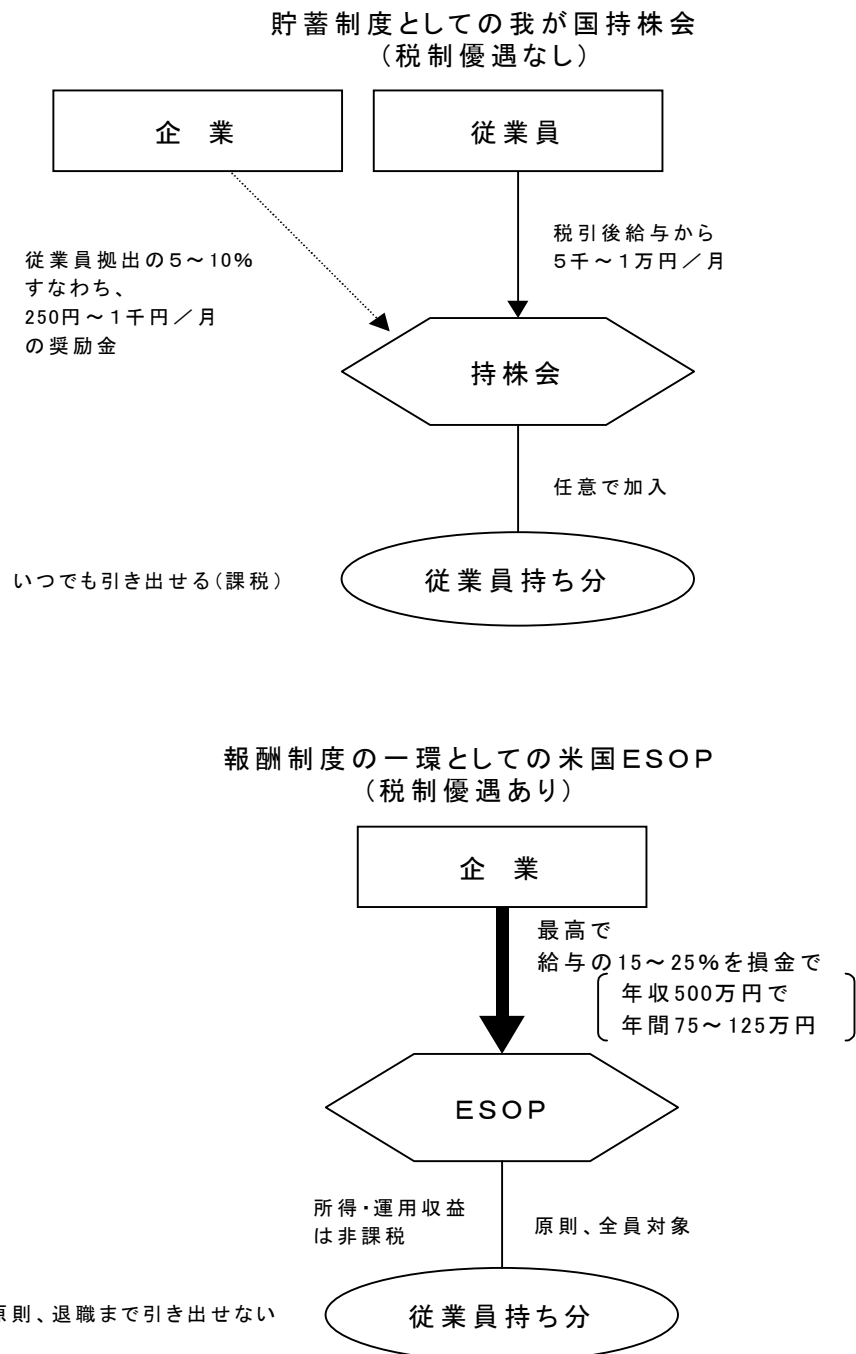 貯蓄制度としての我が国持株会
（税制優遇なし）
企　業
従業員
税引後給与から
５千～１万円／月
従業員拠出の５～10%
すなわち、
250円～１千円／月
の奨励金
持株会
任意で加入
いつでも引き出せる（課税）
従業員持ち分
報酬制度の一環としての米国ＥＳＯＰ
（税制優遇あり）
企　業
最高で
給与の15～25%を損金で
年収500万円で
年間75～125万円
ＥＳＯＰ
所得・運用収益
は非課税
原則、全員対象
原則、退職まで引き出せない
従業員持ち分